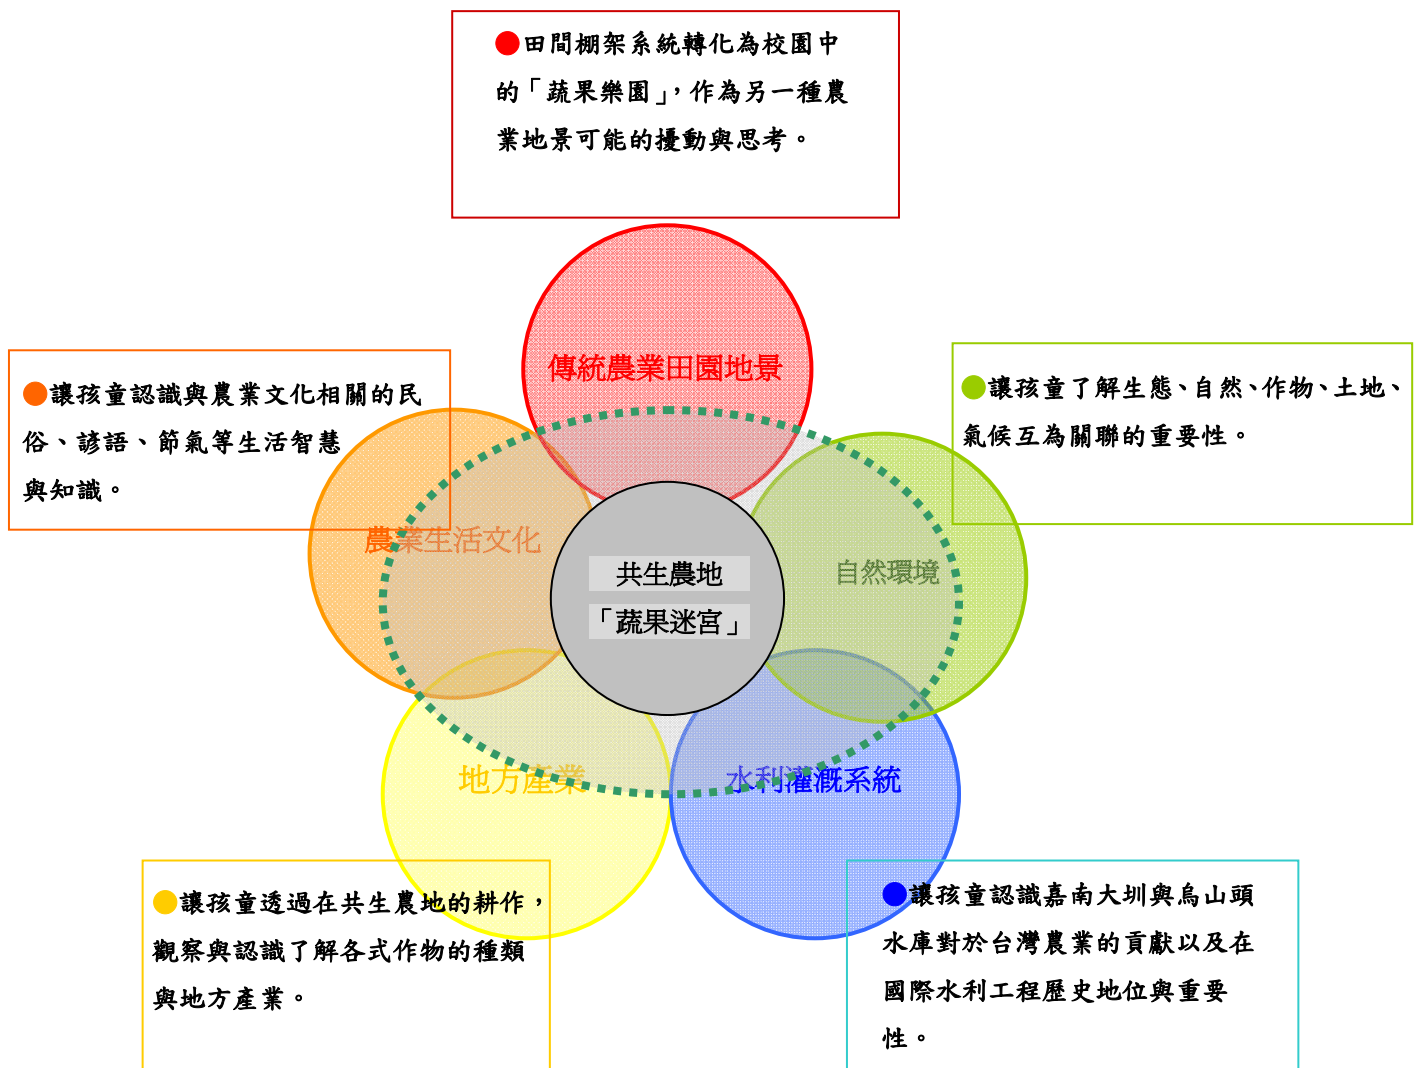 ●田間棚架系統轉化為校園中
的「蔬果樂園」，作為另一種農
業地景可能的擾動與思考。
傳統農業田園地景
●讓孩童認識與農業文化相關的民
俗、諺語、節氣等生活智慧
與知識。
●讓孩童了解生態、自然、作物、土地、
氣候互為關聯的重要性。
農業生活文化
共生農地
「蔬果迷宮」
自然環境
地方產業
水利灌溉系統
●讓孩童透過在共生農地的耕作，
觀察與認識了解各式作物的種類
與地方產業。
●讓孩童認識嘉南大圳與烏山頭
水庫對於台灣農業的貢獻以及在
國際水利工程歷史地位與重要
性。